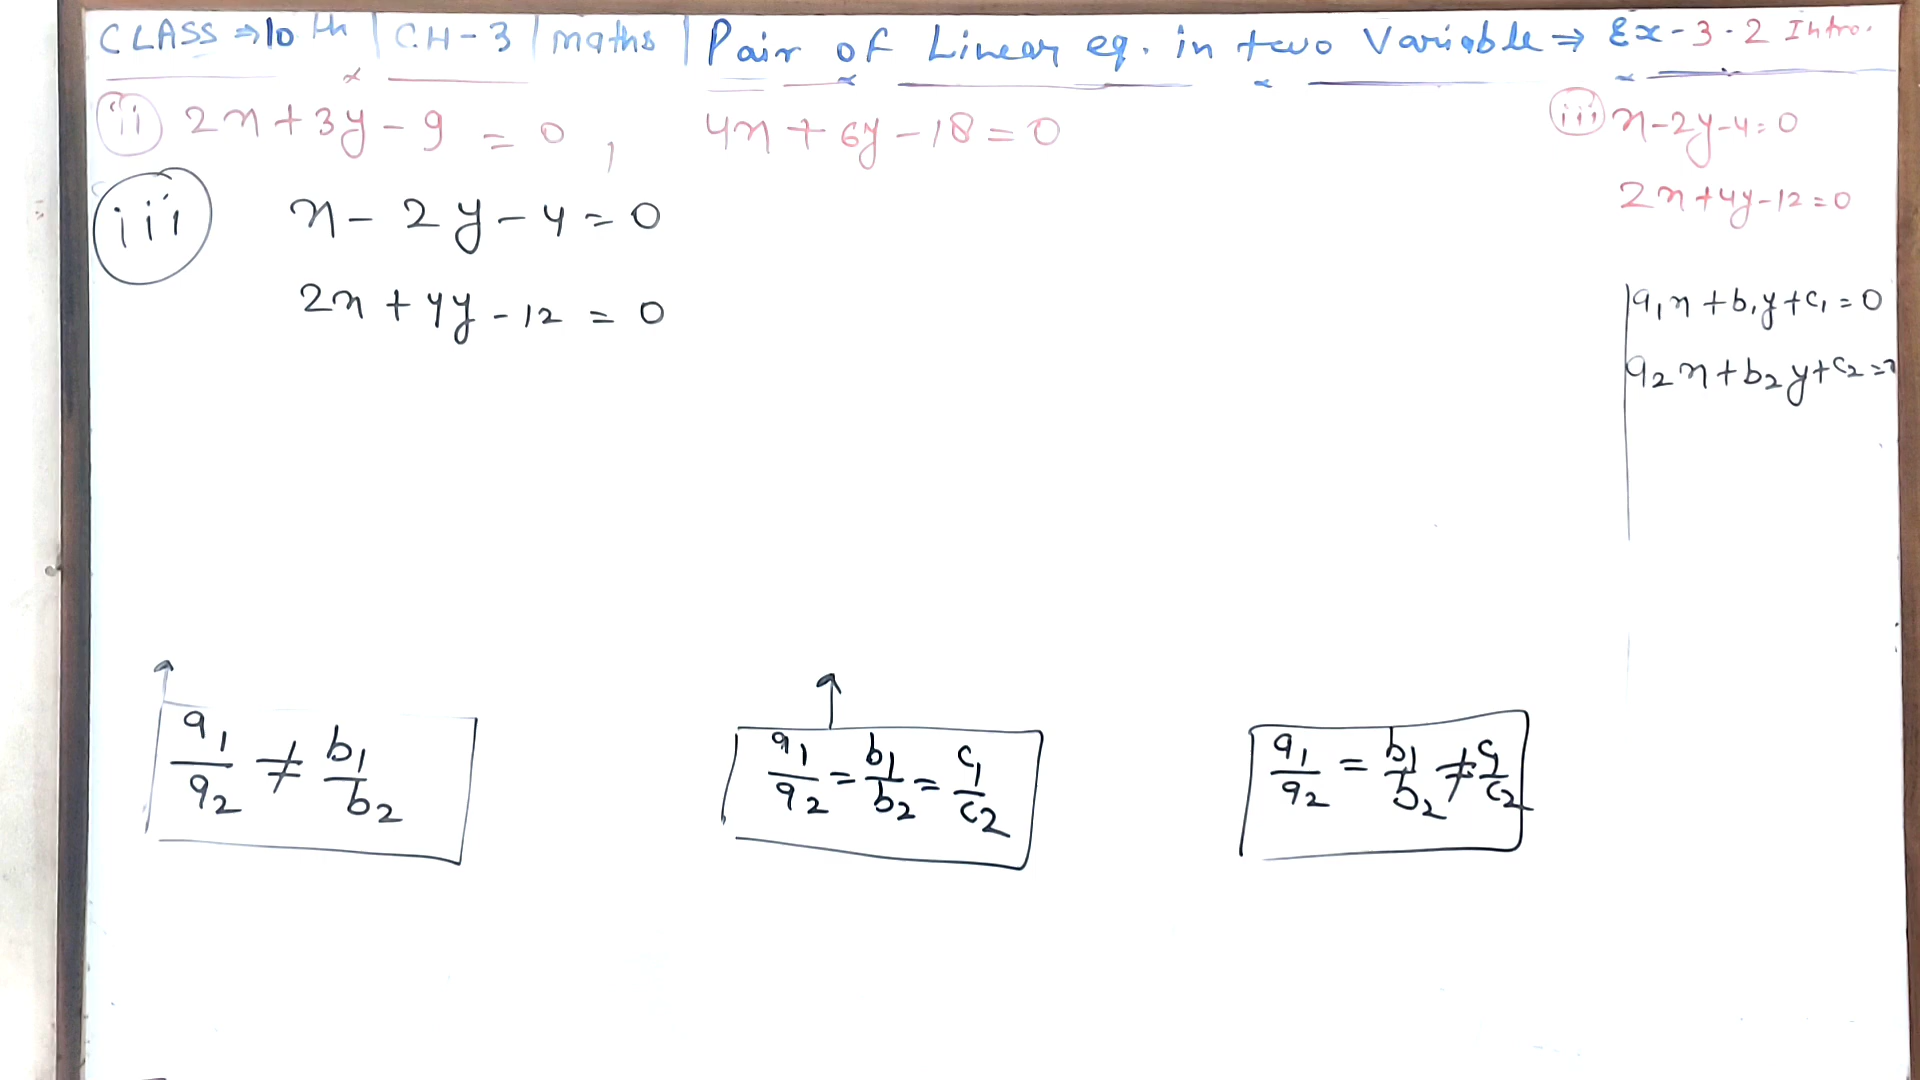 CLASS ⇒ 10th | CH-3 | maths | Pair of Linear eq. in two Variable ⇒ Ex-3.2 Intro.
(ii) 2x+3y-9=0, 4x+6y-18=0
(iii) x-2y-4=0
2x+4y-12=0
(iii) x-2y-4=0
2x+4y-12=0
a₁x+b₁y+c₁=0
a₂x+b₂y+c₂=0
a₁/a₂ ≠ b₁/b₂
a₁/a₂ = b₁/b₂ = c₁/c₂
a₁/a₂ = b₁/b₂ ≠ c₁/c₂